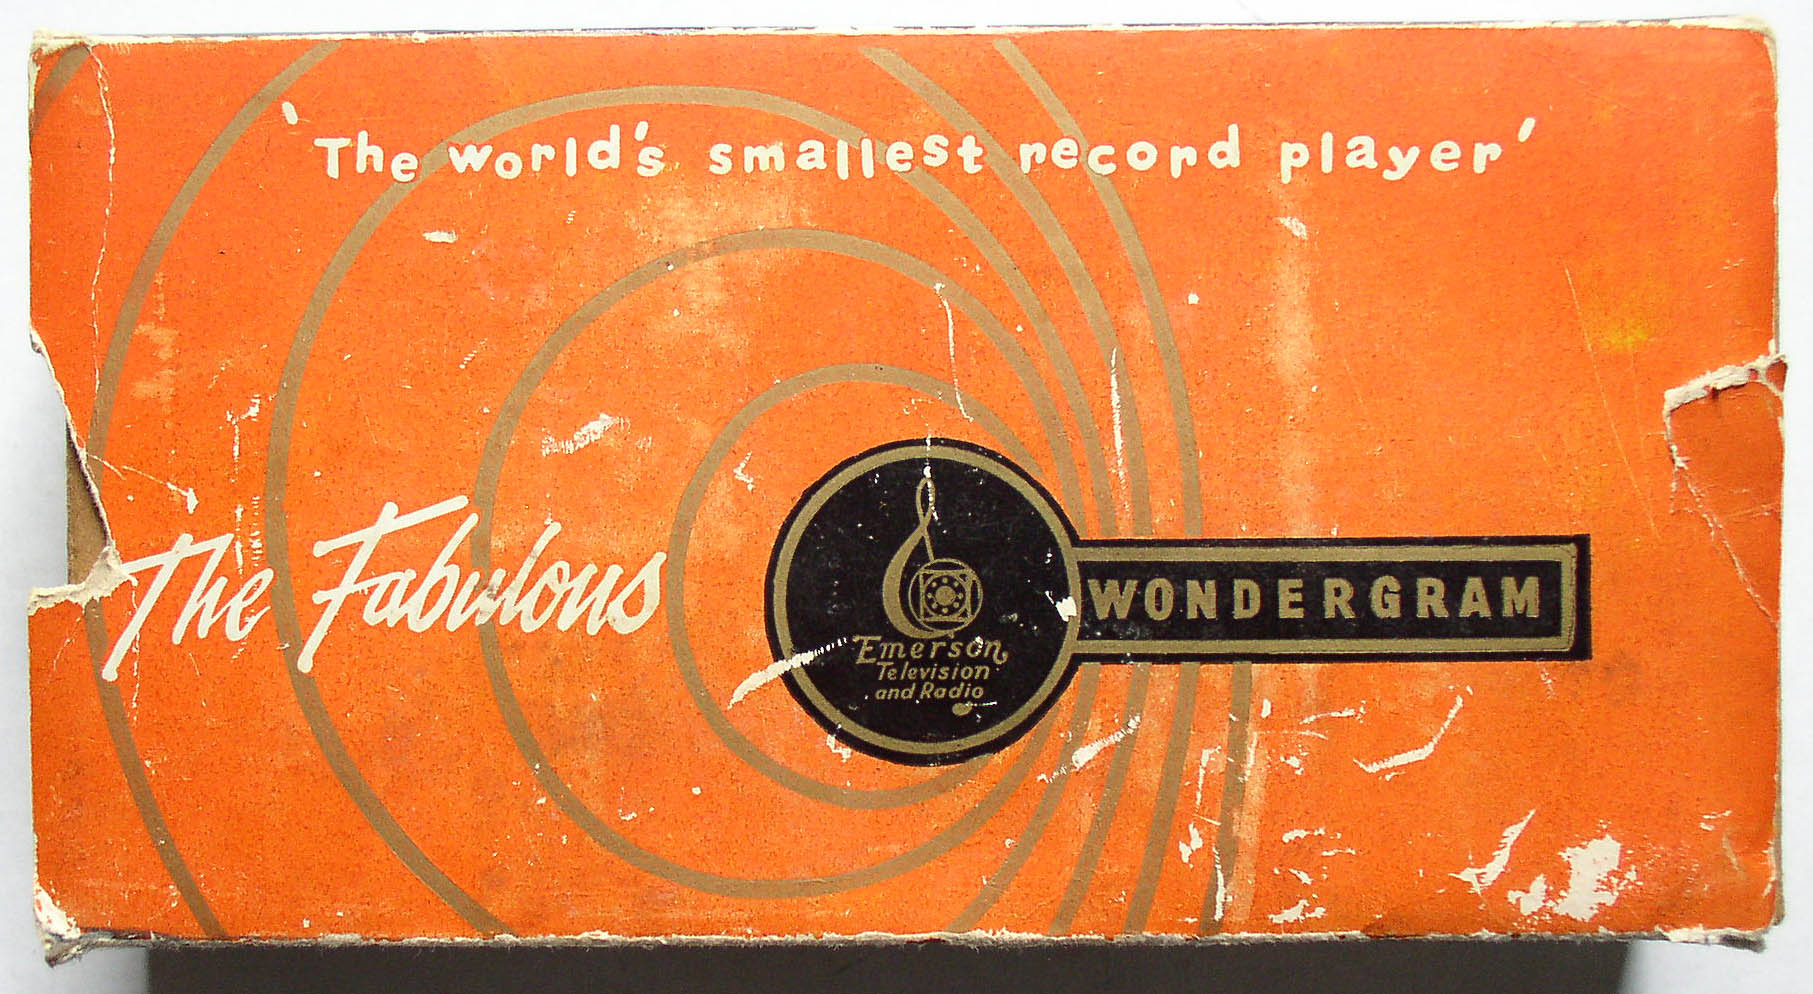 'The world's smallest record player'
The Fabulous
WONDERGRAM
Emerson
Television
and Radio